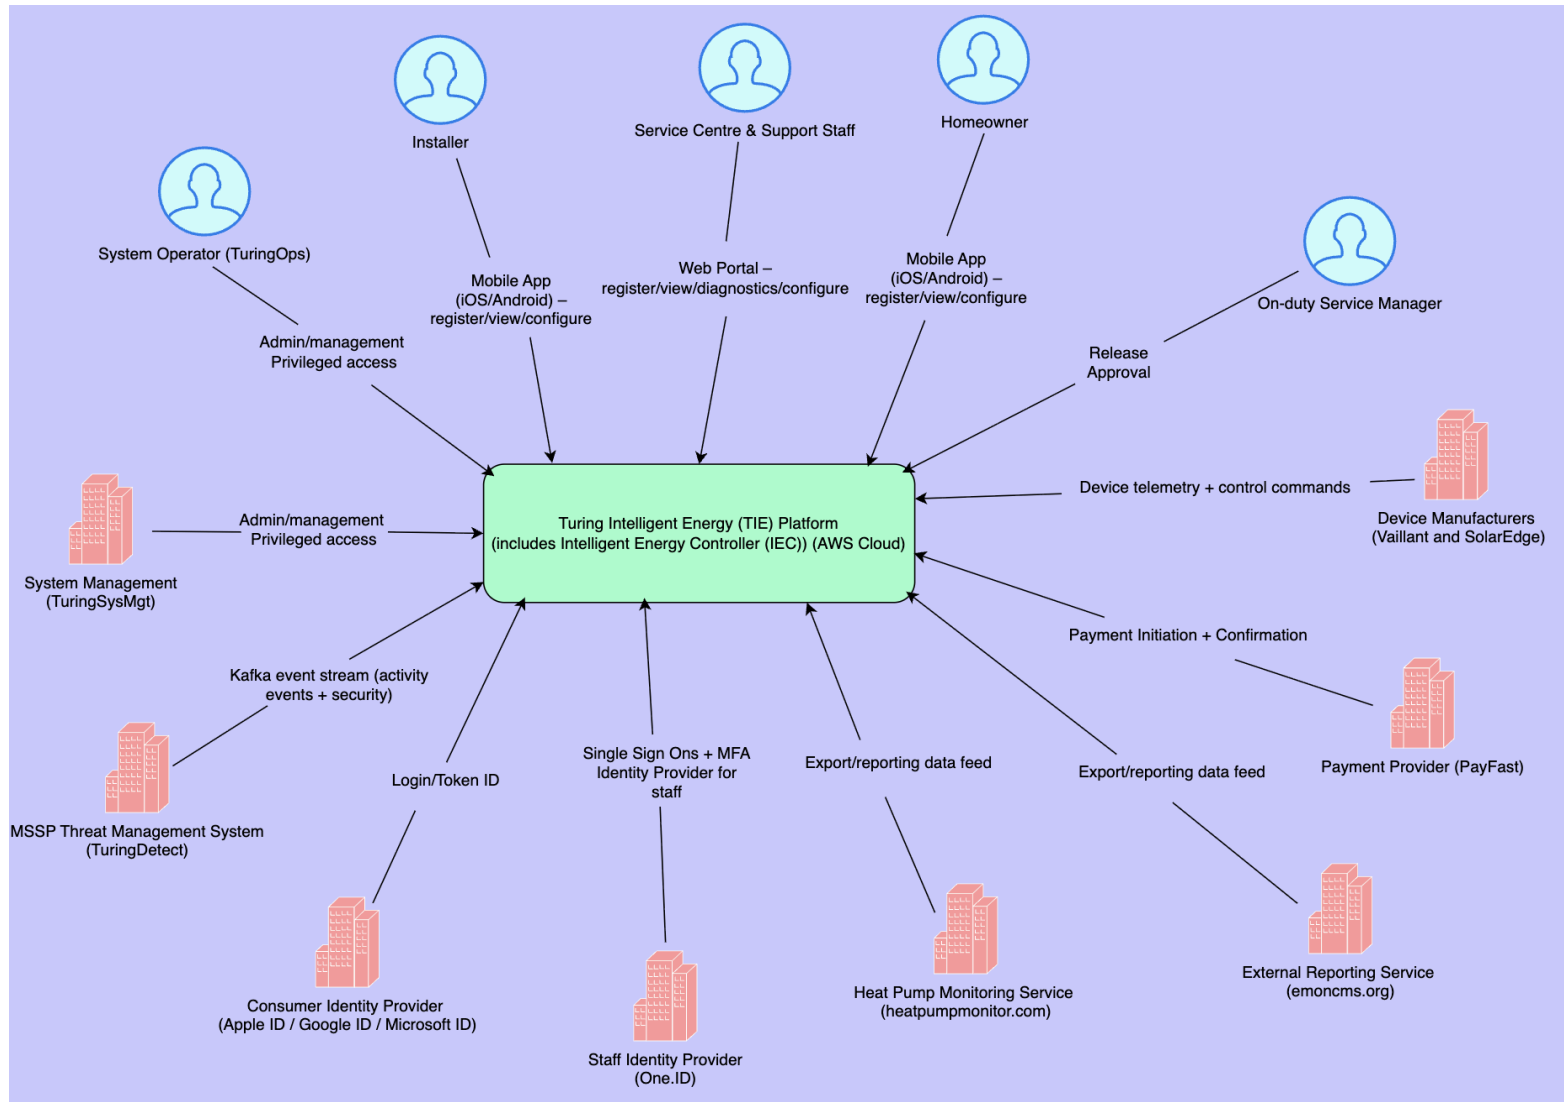 Installer
Service Centre & Support Staff
Homeowner
System Operator (TuringOps)
On-duty Service Manager
Mobile App
(iOS/Android) –
register/view/configure
Web Portal –
register/view/diagnostics/configure
Mobile App
(iOS/Android) –
register/view/configure
Admin/management
Privileged access
Release
Approval
Device telemetry + control commands
Device Manufacturers
(Vaillant and SolarEdge)
Turing Intelligent Energy (TIE) Platform
(includes Intelligent Energy Controller (IEC)) (AWS Cloud)
Admin/management
Privileged access
System Management
(TuringSysMgt)
Payment Initiation + Confirmation
Payment Provider (PayFast)
Kafka event stream (activity
events + security)
MSSP Threat Management System
(TuringDetect)
Login/Token ID
Single Sign Ons + MFA
Identity Provider for
staff
Export/reporting data feed
Export/reporting data feed
External Reporting Service
(emoncms.org)
Heat Pump Monitoring Service
(heatpumpmonitor.com)
Consumer Identity Provider
(Apple ID / Google ID / Microsoft ID)
Staff Identity Provider
(One.ID)